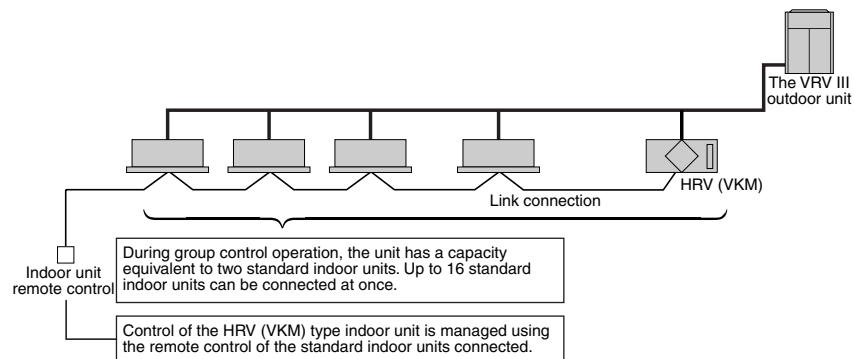 The VRV III
outdoor unit
HRV (VKM)
Link connection
Indoor unit
remote control
During group control operation, the unit has a capacity
equivalent to two standard indoor units. Up to 16 standard
indoor units can be connected at once.
Control of the HRV (VKM) type indoor unit is managed using
the remote control of the standard indoor units connected.